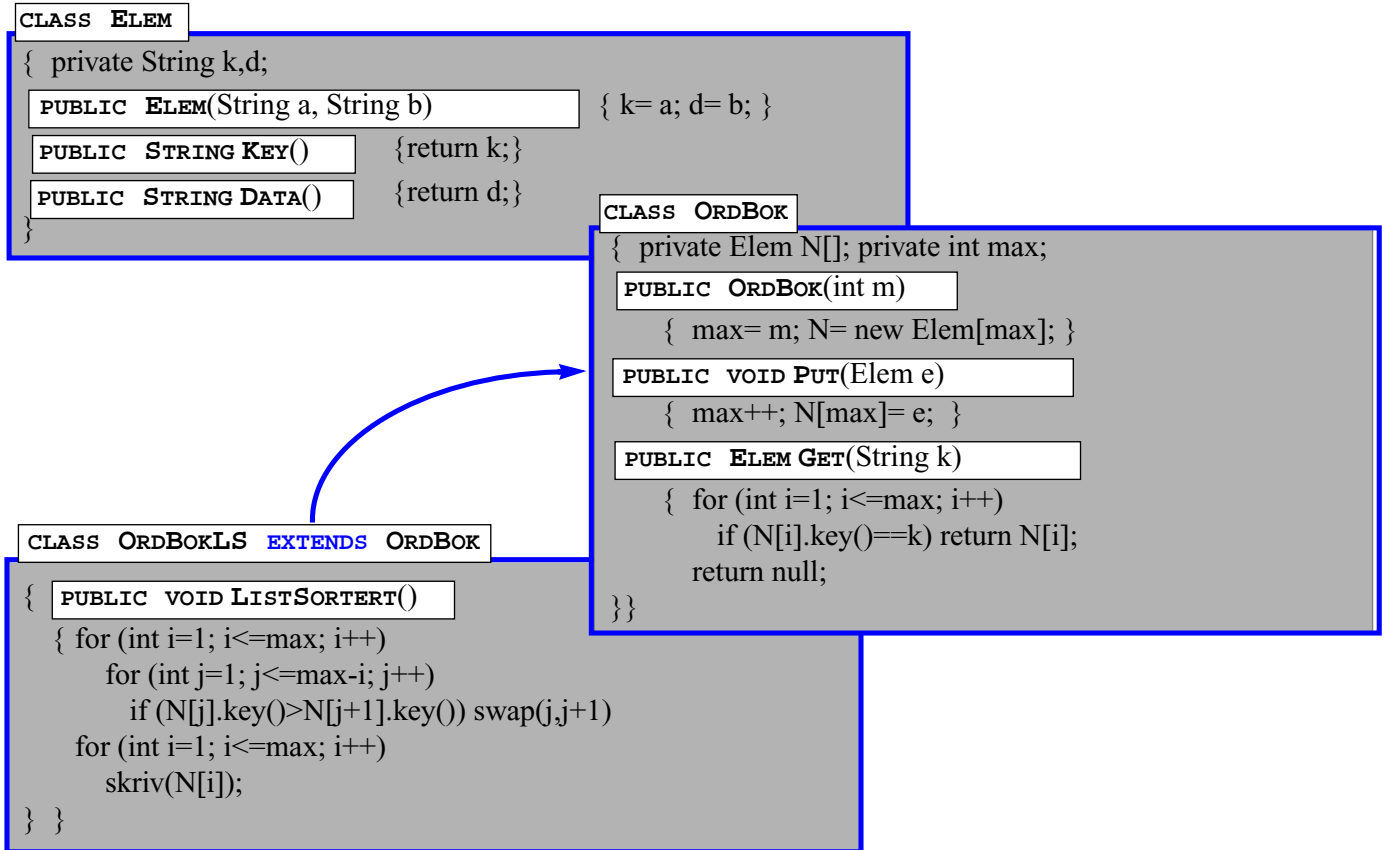 CLASS ELEM
{ private String k,d;
PUBLIC ELEM(String a, String b) { k= a; d= b; }
PUBLIC STRING KEY() {return k;}
PUBLIC STRING DATA() {return d;}
}
CLASS ORDBOK
{ private Elem N[]; private int max;
PUBLIC ORDBOK(int m)
{ max= m; N= new Elem[max]; }
PUBLIC VOID PUT(Elem e)
{ max++; N[max]= e; }
PUBLIC ELEM GET(String k)
{ for (int i=1; i<=max; i++)
if (N[i].key()==k) return N[i];
return null;
}}
CLASS ORDBOKLS EXTENDS ORDBOK
{ PUBLIC VOID LISTSORTERT()
{ for (int i=1; i<=max; i++)
for (int j=1; j<=max-i; j++)
if (N[j].key()>N[j+1].key()) swap(j,j+1)
for (int i=1; i<=max; i++)
skriv(N[i]);
} }